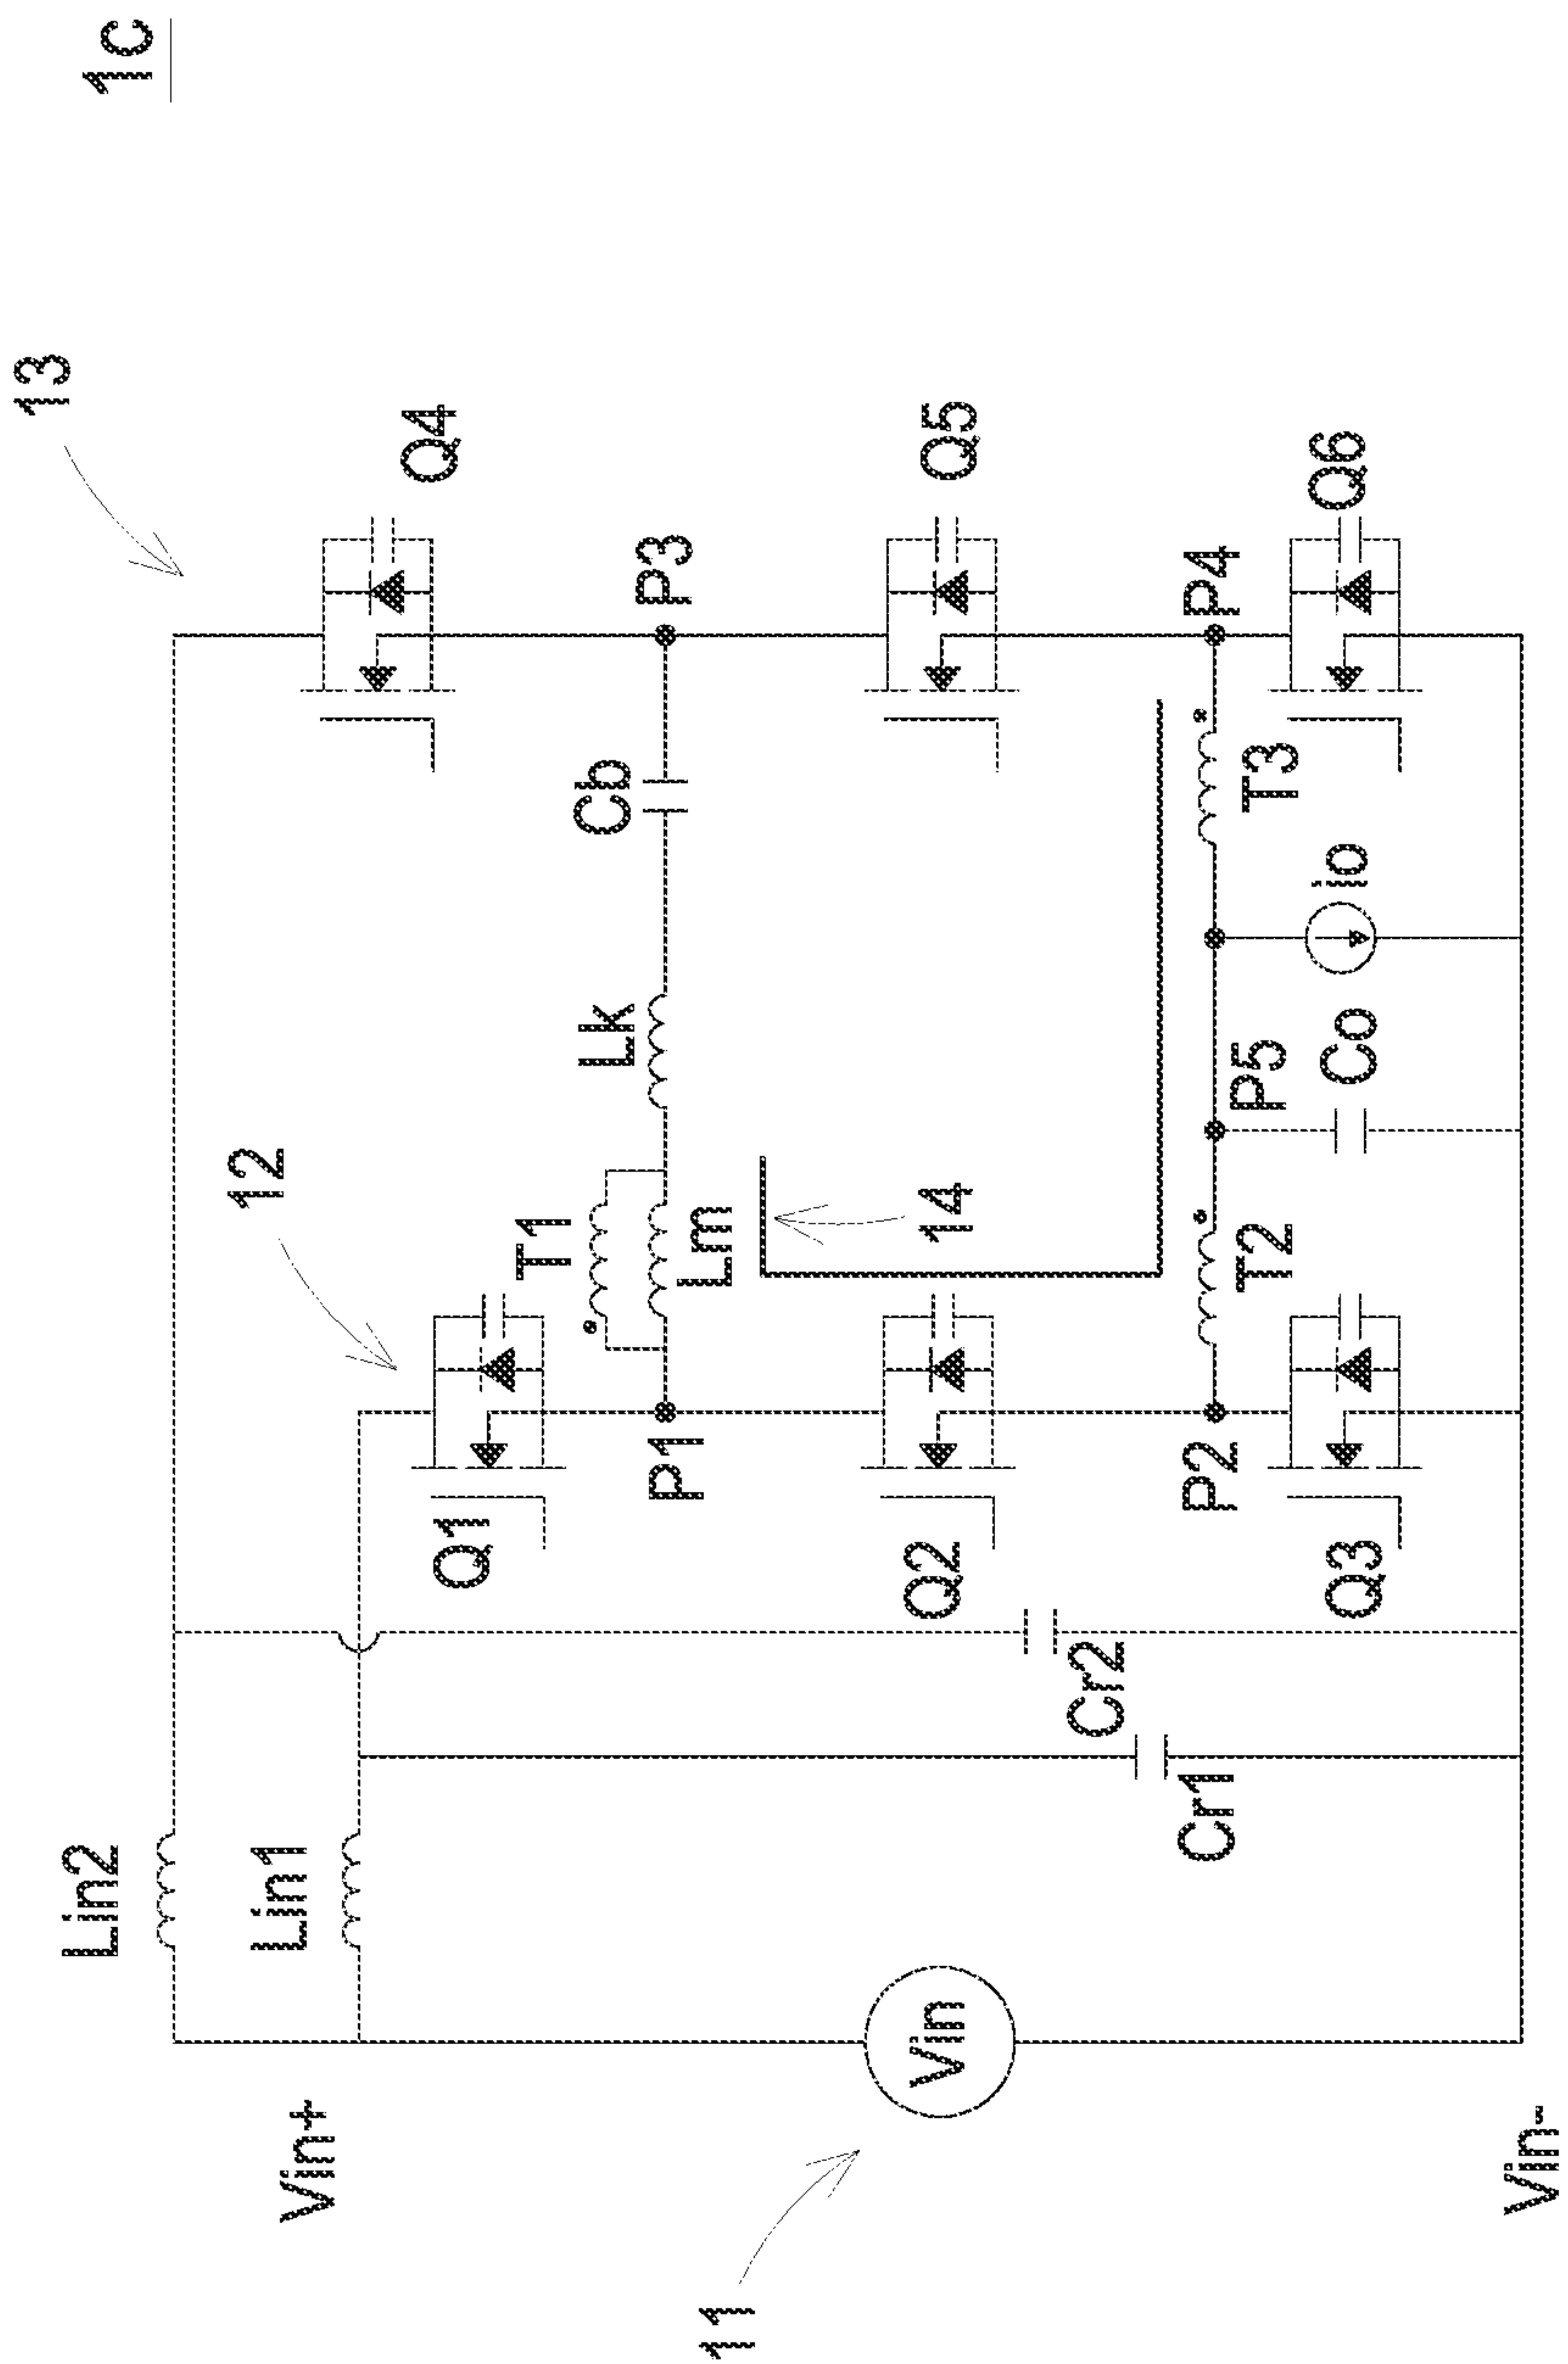 1c
13
Q4
12
Lin2
Lin1
Vin+
Q1
T1
Lm
Lk
Cb
P1
P3
Q5
14
Q2
Cr2
Vin
11
Cr1
P2
T2
P5
T3
P4
Q6
io
Co
Q3
Vin-